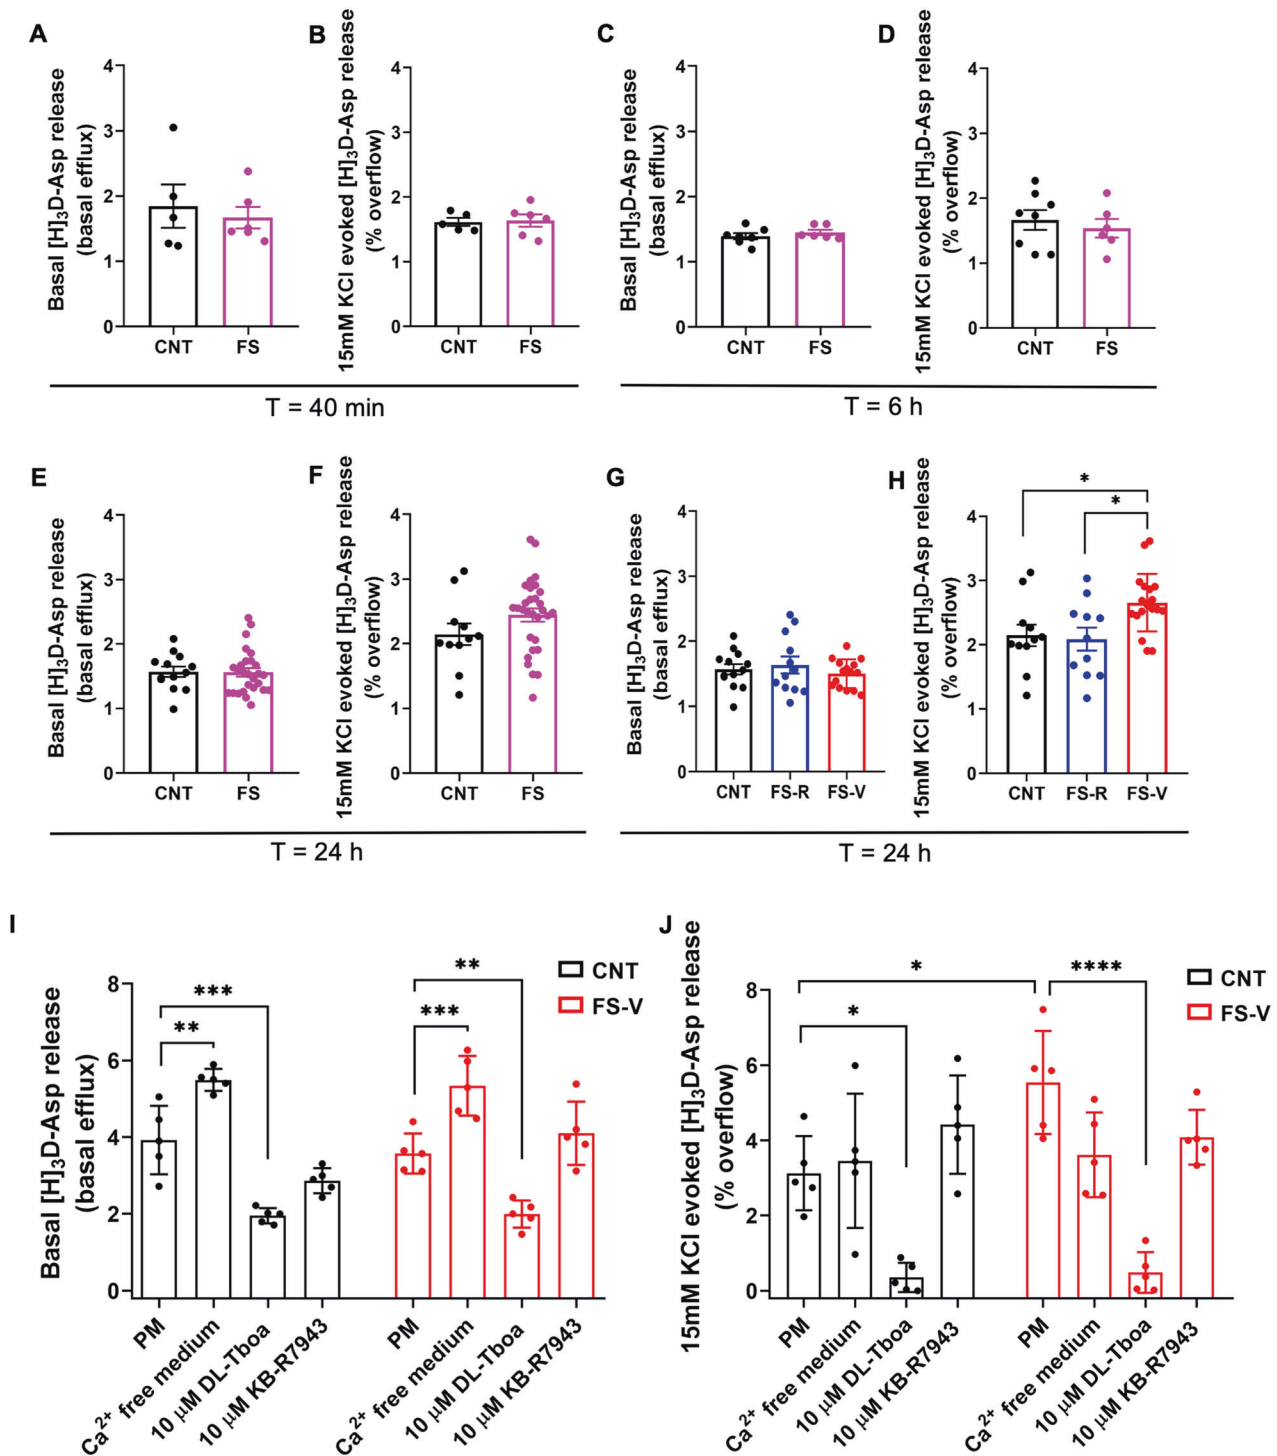 A
Basal [H]₃D-Asp release
(basal efflux)
4
3
2
1
0
CNT
FS
B
15mM KCl evoked [H]₃D-Asp release
(% overflow)
4
3
2
1
0
CNT
FS
T = 40 min
C
Basal [H]₃D-Asp release
(basal efflux)
4
3
2
1
0
CNT
FS
D
15mM KCl evoked [H]₃D-Asp release
(% overflow)
4
3
2
1
0
CNT
FS
T = 6 h
E
Basal [H]₃D-Asp release
(basal efflux)
4
3
2
1
0
CNT
FS
F
15mM KCl evoked [H]₃D-Asp release
(% overflow)
4
3
2
1
0
CNT
FS
T = 24 h
G
Basal [H]₃D-Asp release
(basal efflux)
4
3
2
1
0
CNT
FS-R
FS-V
H
15mM KCl evoked [H]₃D-Asp release
(% overflow)
4
3
2
1
0
*
*
CNT
FS-R
FS-V
T = 24 h
I
Basal [H]₃D-Asp release
(basal efflux)
8
6
4
2
0
***
**
**
***
CNT
FS-V
PM
Ca²⁺ free medium
10 µM DL-Tboa
10 µM KB-R7943
PM
Ca²⁺ free medium
10 µM DL-Tboa
10 µM KB-R7943
J
15mM KCl evoked [H]₃D-Asp release
(% overflow)
8
6
4
2
0
*
*
****
CNT
FS-V
PM
Ca²⁺ free medium
10 µM DL-Tboa
10 µM KB-R7943
PM
Ca²⁺ free medium
10 µM DL-Tboa
10 µM KB-R7943